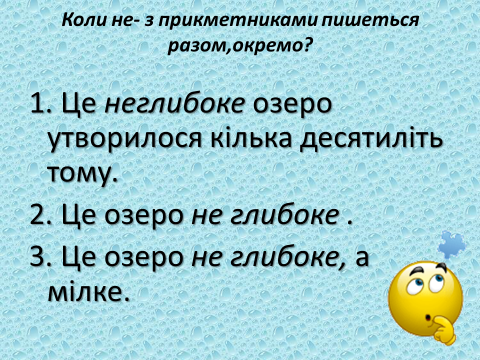 Коли не- з прикметниками пишеться
разом,окремо?
1. Це неглибоке озеро
утворилося кілька десятиліть
тому.
2. Це озеро не глибоке .
3. Це озеро не глибоке, а
мілке.